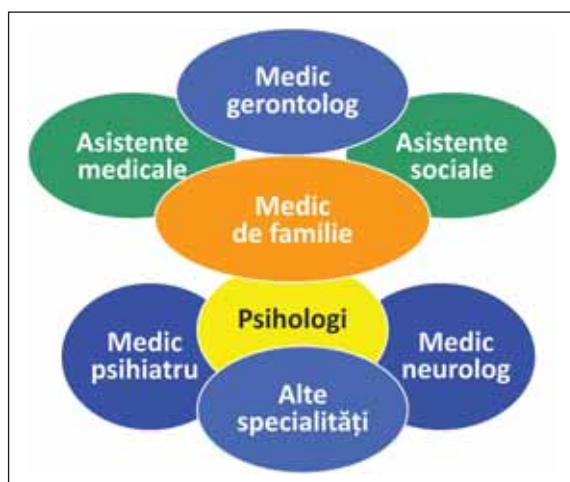 Medic
gerontolog
Asistente
medicale
Asistente
sociale
Medic
de familie
Psihologi
Medic
psihiatru
Medic
neurolog
Alte
specialități